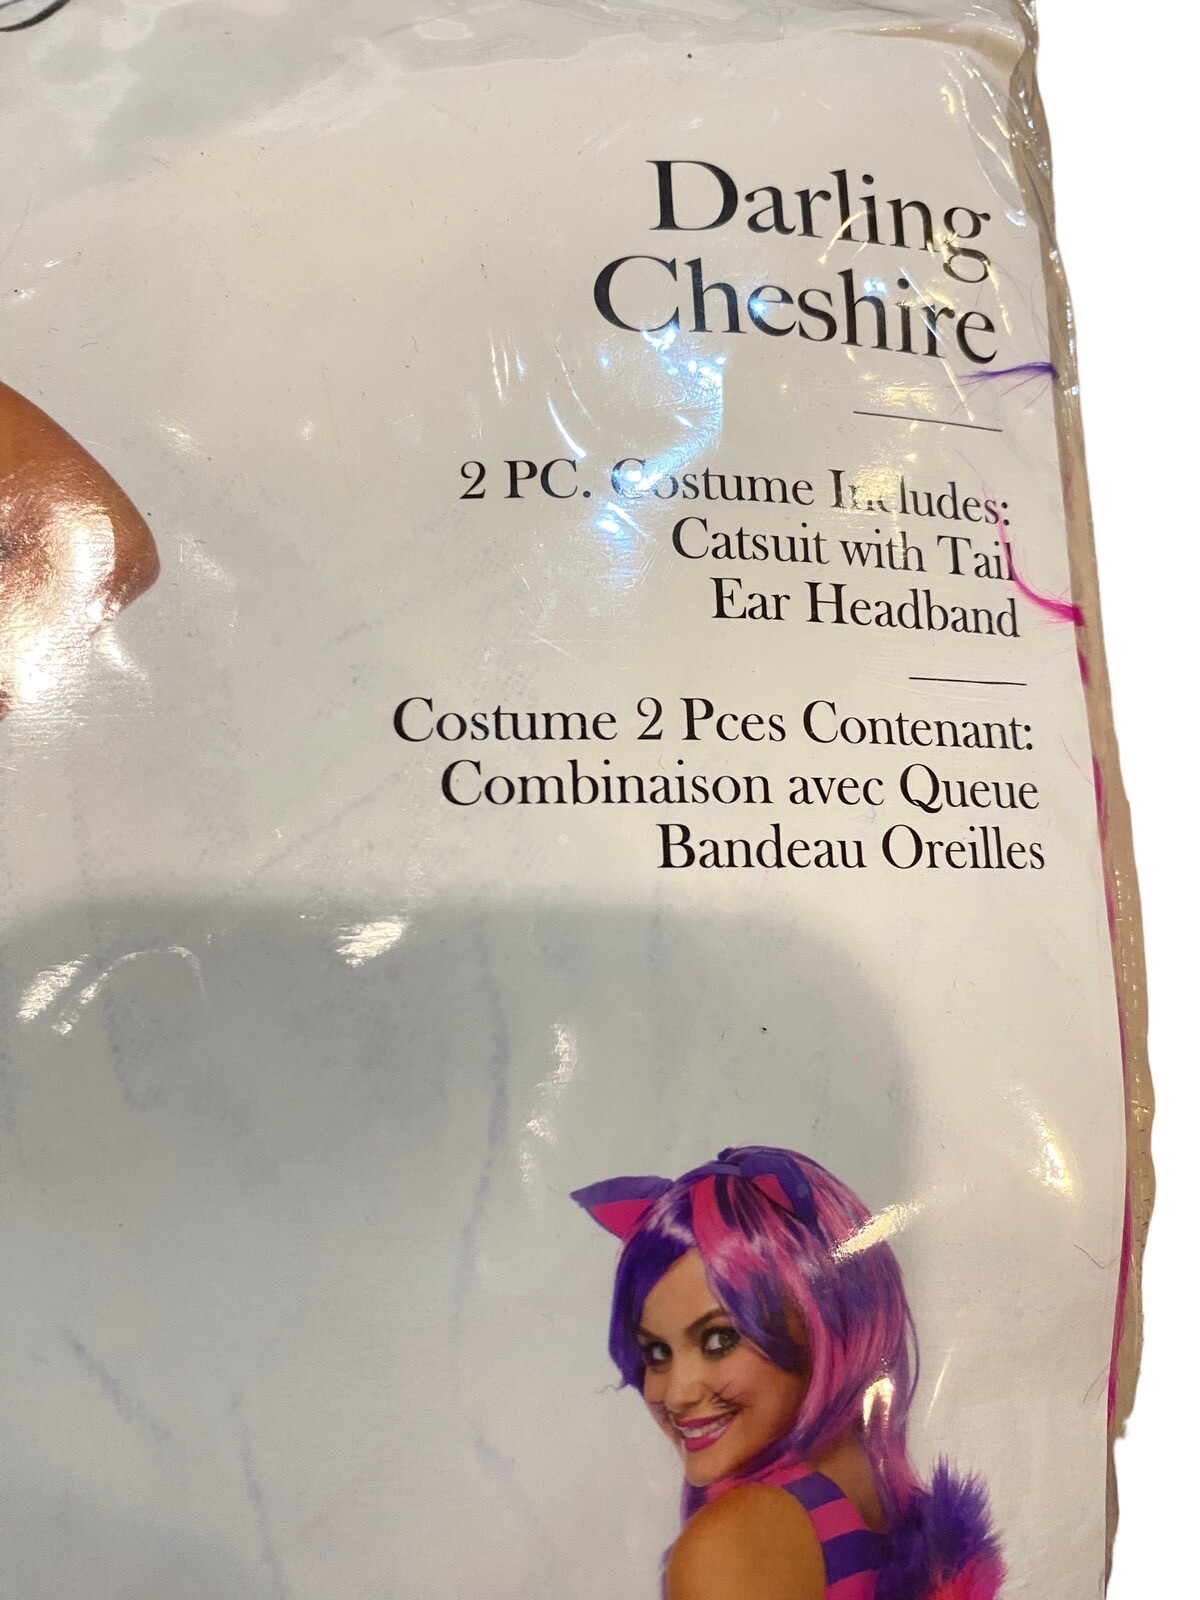 Darling
Cheshire
2 PC. Costume Includes:
Catsuit with Tail
Ear Headband
Costume 2 Pces Contenant:
Combinaison avec Queue
Bandeau Oreilles